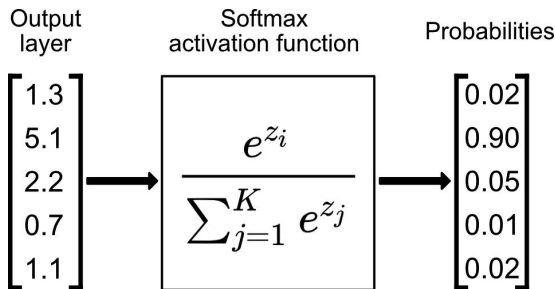 Output layer
Softmax activation function
Probabilities
1.3
5.1
2.2
0.7
1.1
e^{z_i}
∑_{j=1}^{K} e^{z_j}
0.02
0.90
0.05
0.01
0.02